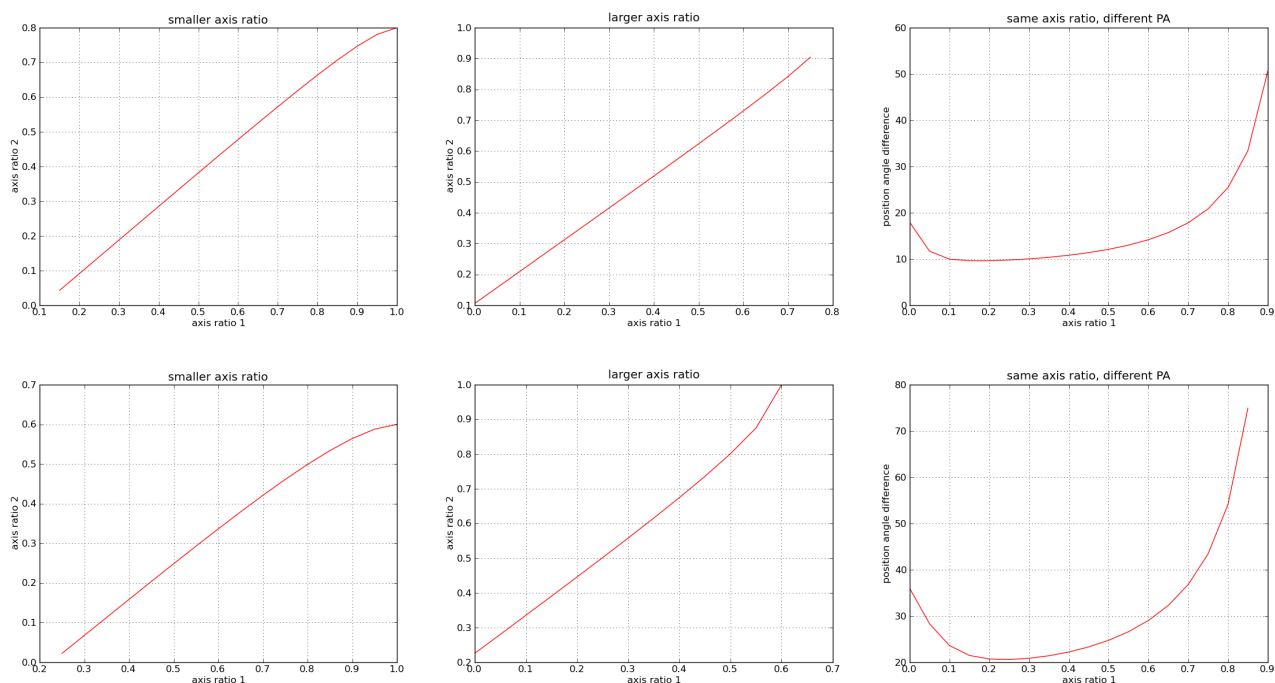 smaller axis ratio
axis ratio 2
0.8
0.7
0.6
0.5
0.4
0.3
0.2
0.1
0.0
0.1 0.2 0.3 0.4 0.5 0.6 0.7 0.8 0.9 1.0
axis ratio 1
larger axis ratio
axis ratio 2
1.0
0.9
0.8
0.7
0.6
0.5
0.4
0.3
0.2
0.1
0.0 0.1 0.2 0.3 0.4 0.5 0.6 0.7 0.8
axis ratio 1
same axis ratio, different PA
position angle difference
60
50
40
30
20
10
0
0.0 0.1 0.2 0.3 0.4 0.5 0.6 0.7 0.8 0.9
axis ratio 1
smaller axis ratio
axis ratio 2
0.7
0.6
0.5
0.4
0.3
0.2
0.1
0.0
0.2 0.3 0.4 0.5 0.6 0.7 0.8 0.9 1.0
axis ratio 1
larger axis ratio
axis ratio 2
1.0
0.9
0.8
0.7
0.6
0.5
0.4
0.3
0.2
0.0 0.1 0.2 0.3 0.4 0.5 0.6 0.7
axis ratio 1
same axis ratio, different PA
position angle difference
80
70
60
50
40
30
20
0.0 0.1 0.2 0.3 0.4 0.5 0.6 0.7 0.8 0.9
axis ratio 1